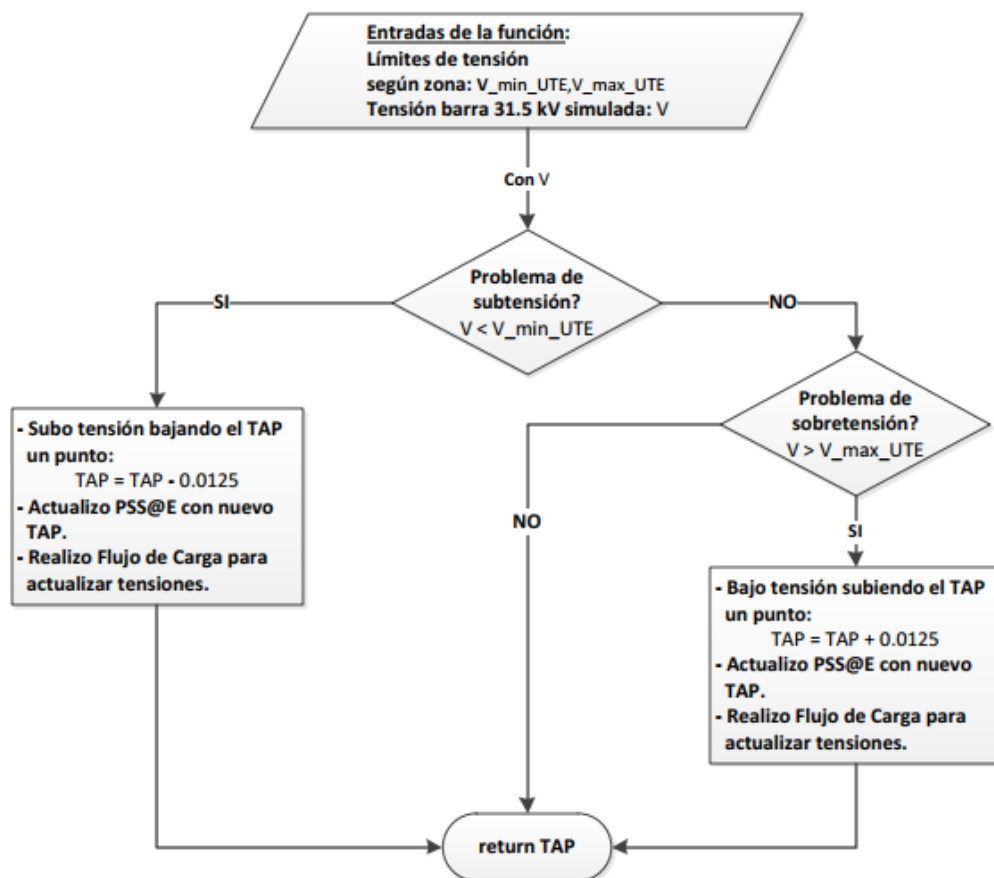 Entradas de la función:
Límites de tensión
según zona: V_min_UTE,V_max_UTE
Tensión barra 31.5 kV simulada: V
Con V
Problema de
subtensión?
V < V_min_UTE
SI
NO
- Subo tensión bajando el TAP
un punto:
TAP = TAP - 0.0125
- Actualizo PSS@E con nuevo
TAP.
- Realizo Flujo de Carga para
actualizar tensiones.
Problema de
sobretensión?
V > V_max_UTE
NO
SI
- Bajo tensión subiendo el TAP
un punto:
TAP = TAP + 0.0125
- Actualizo PSS@E con nuevo
TAP.
- Realizo Flujo de Carga para
actualizar tensiones.
return TAP